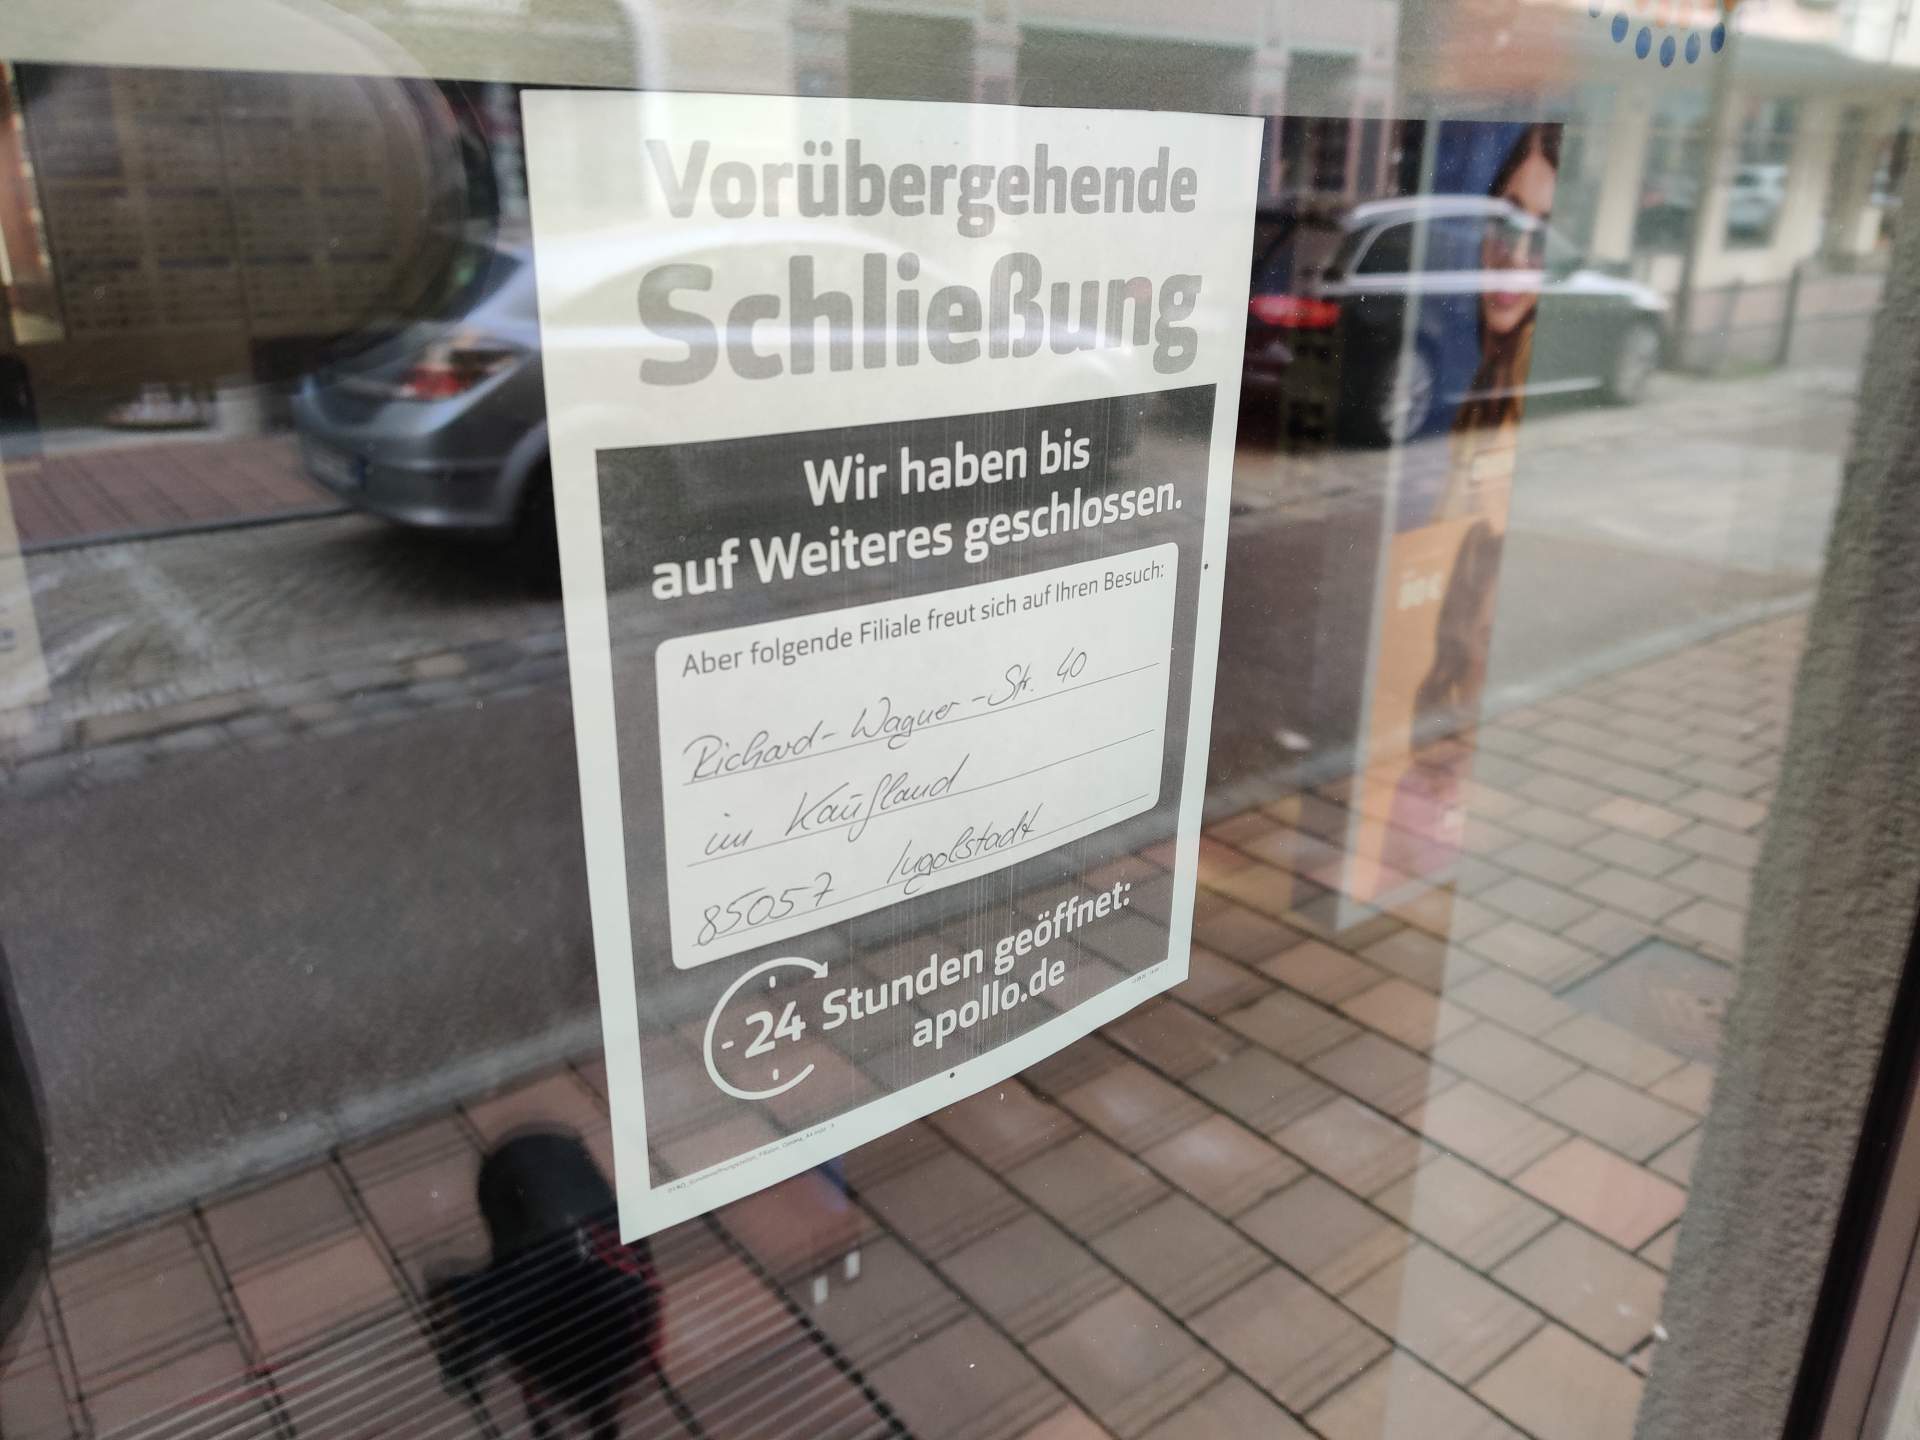 Vorübergehende
Schließung
Wir haben bis
auf Weiteres geschlossen.
Aber folgende Filiale freut sich auf Ihren Besuch:
Richard-Wagner-Str. 40
im Kaufland
85057 Ingolstadt
24 Stunden geöffnet:
apollo.de